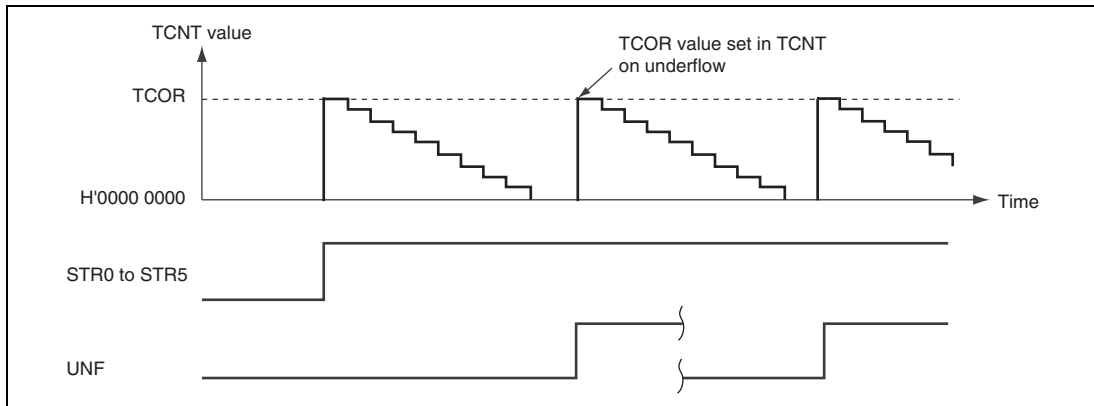 TCNT value
TCOR value set in TCNT
on underflow
TCOR
H'0000 0000
Time
STR0 to STR5
UNF